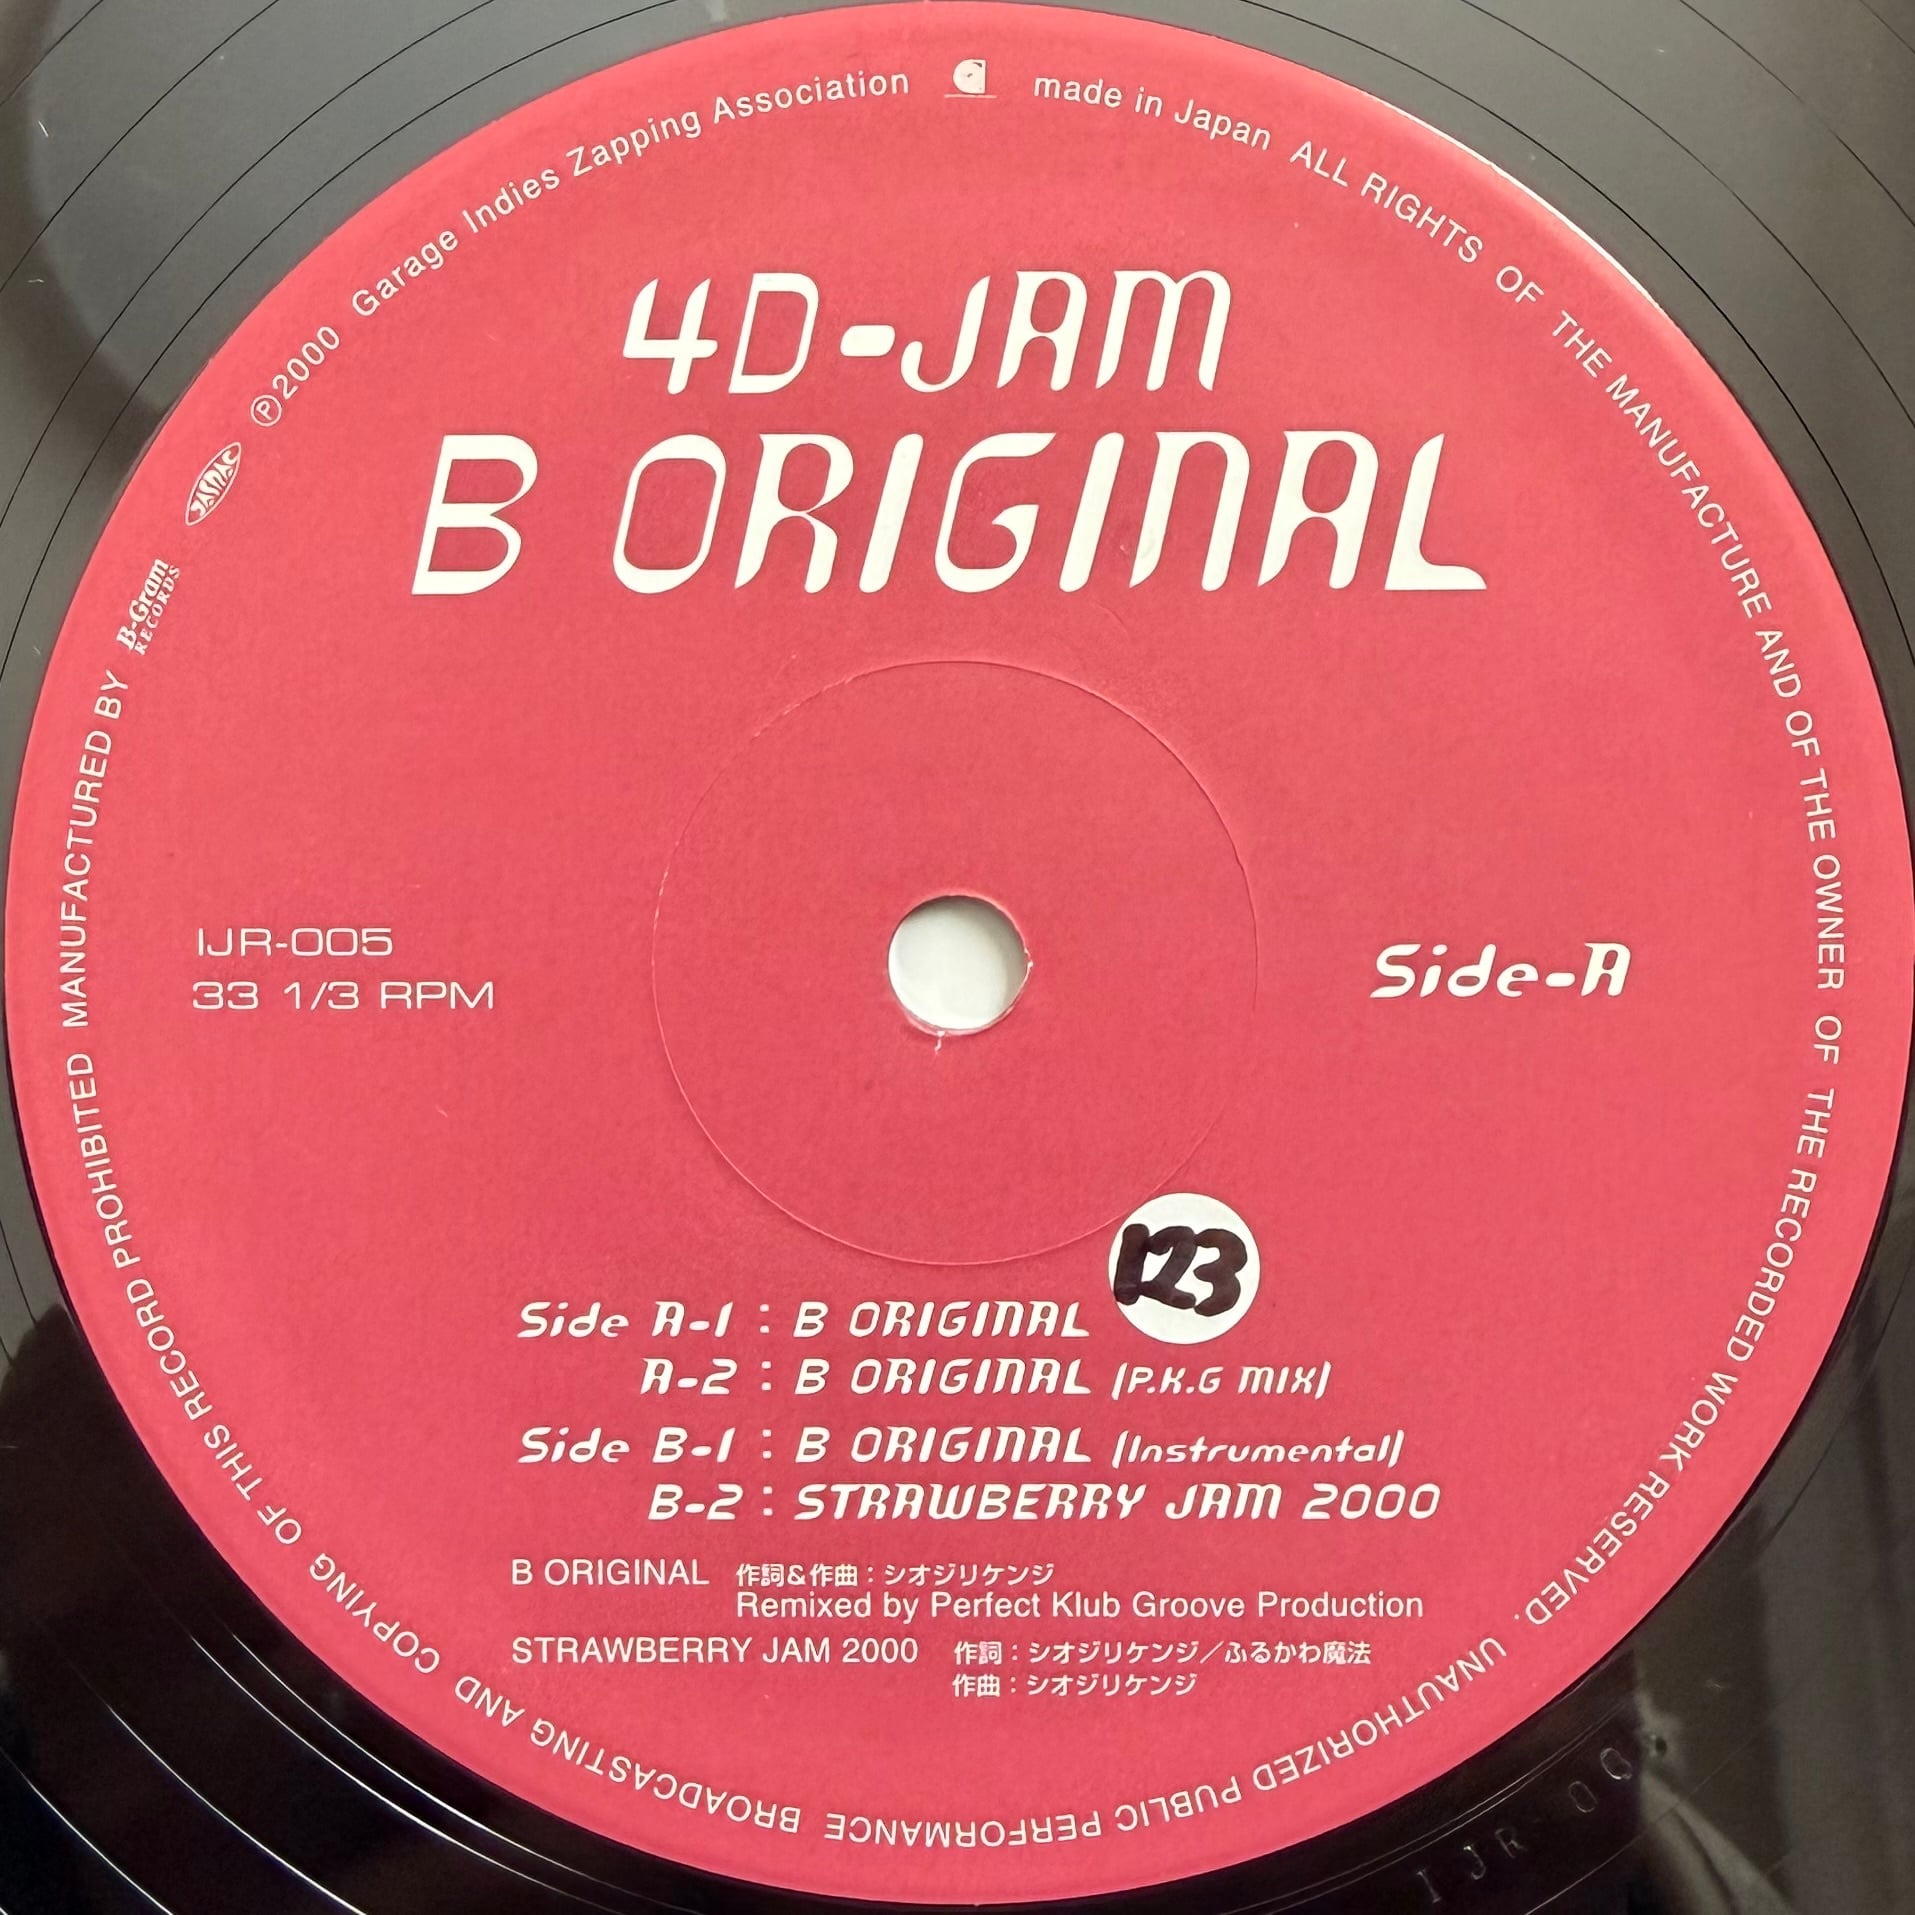 4D-JAM
B ORIGINAL
IJR-005
33 1/3 RPM
Side-A
123
Side A-1 : B ORIGINAL
A-2 : B ORIGINAL (P.K.G MIX)
Side B-1 : B ORIGINAL (Instrumental)
B-2 : STRAWBERRY JAM 2000
B ORIGINAL 作詞&作曲：シオジリケンジ
Remixed by Perfect Klub Groove Production
STRAWBERRY JAM 2000 作詞：シオジリケンジ／ふるかわ魔法
作曲：シオジリケンジ
MANUFACTURED BY B-Gram RECORDS JASRAC Ⓟ2000 Garage Indies Zapping Association made in Japan ALL RIGHTS OF THE MANUFACTURE AND OF THE OWNER OF THE RECORDED WORK RESERVED. UNAUTHORIZED PUBLIC PERFORMANCE BROADCASTING AND COPYING OF THIS RECORD PROHIBITED
IJR-00